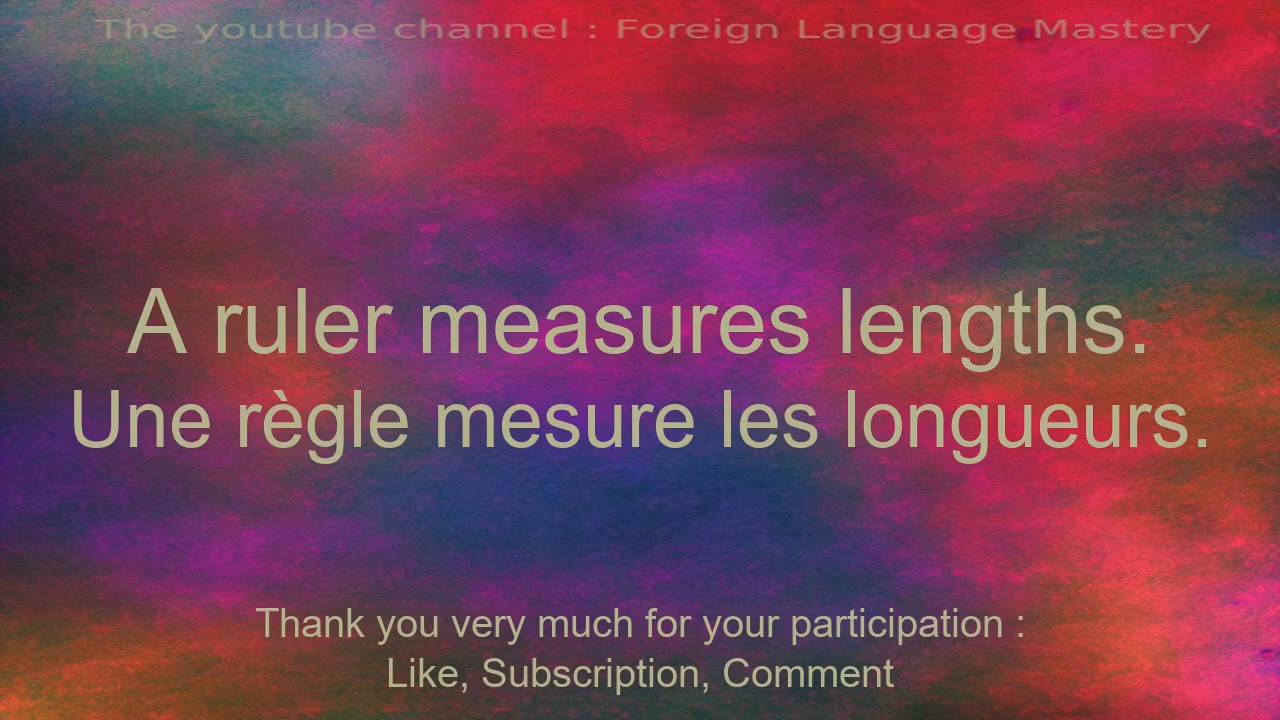 The youtube channel : Foreign Language Mastery
A ruler measures lengths.
Une règle mesure les longueurs.
Thank you very much for your participation :
Like, Subscription, Comment